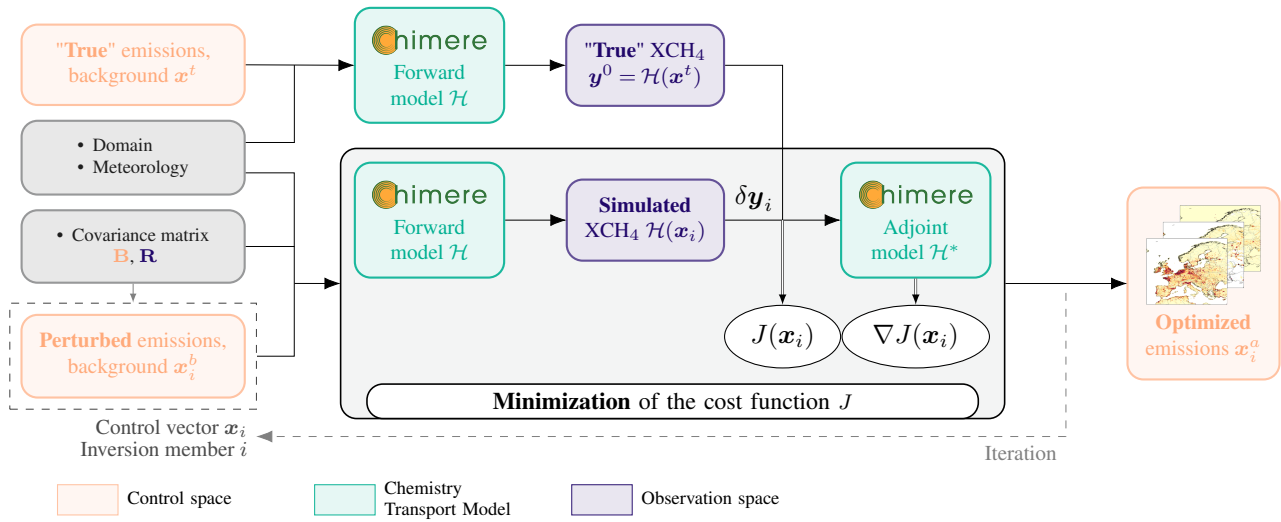 "True" emissions,
background x^t
Chimere
Forward
model ℋ
"True" XCH₄
y⁰ = ℋ(x^t)
• Domain
• Meteorology
• Covariance matrix
B, R
Perturbed emissions,
background x_i^b
Control vector x_i
Inversion member i
Chimere
Forward
model ℋ
Simulated
XCH₄ ℋ(x_i)
δy_i
Chimere
Adjoint
model ℋ*
J(x_i)
∇J(x_i)
Minimization of the cost function J
Optimized
emissions x_i^a
Iteration
Control space
Chemistry
Transport Model
Observation space